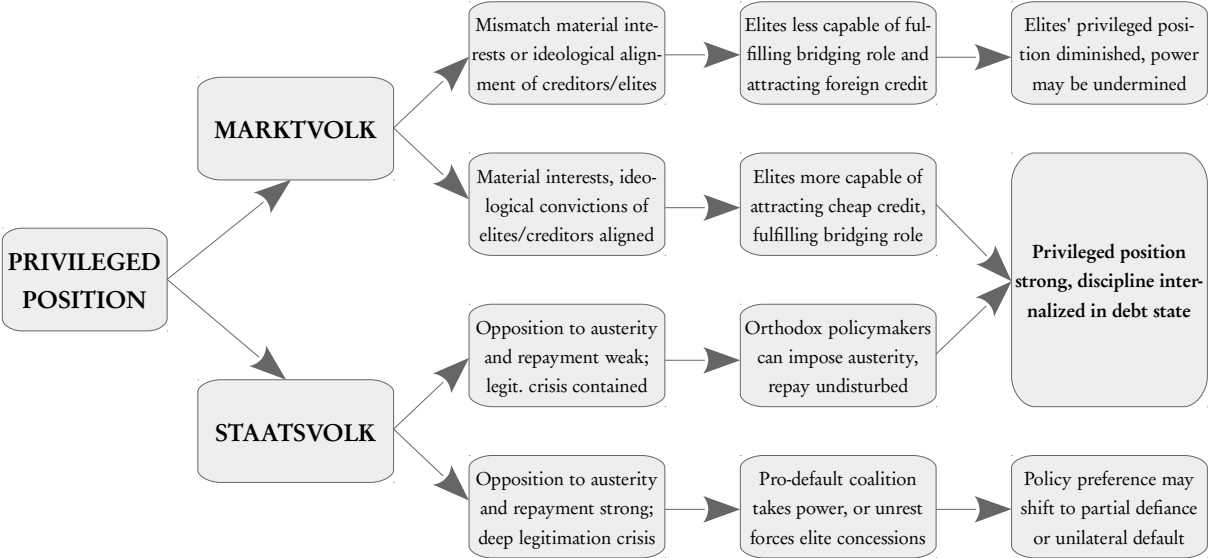 PRIVILEGED
POSITION
MARKTVOLK
STAATSVOLK
Mismatch material inte-
rests or ideological align-
ment of creditors/elites
Elites less capable of ful-
filling bridging role and
attracting foreign credit
Elites' privileged posi-
tion diminished, power
may be undermined
Material interests, ideo-
logical convictions of
elites/creditors aligned
Elites more capable of
attracting cheap credit,
fulfilling bridging role
Privileged position
strong, discipline inter-
nalized in debt state
Opposition to austerity
and repayment weak;
legit. crisis contained
Orthodox policymakers
can impose austerity,
repay undisturbed
Opposition to austerity
and repayment strong;
deep legitimation crisis
Pro-default coalition
takes power, or unrest
forces elite concessions
Policy preference may
shift to partial defiance
or unilateral default